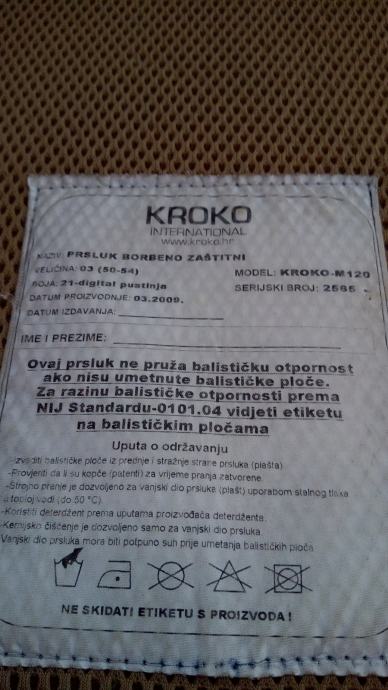 KROKO
INTERNATIONAL
www.kroko.hr
NAZIV: PRSLUK BORBENO ZAŠTITNI
VELIČINA: 03 (50-54) MODEL: KROKO-M120
BOJA: 21-digital pustinja SERIJSKI BROJ: 2565
DATUM PROIZVODNJE: 03.2009.
DATUM IZDAVANJA:
IME I PREZIME:
Ovaj prsluk ne pruža balističku otpornost
ako nisu umetnute balističke ploče.
Za razinu balističke otpornosti prema
NIJ Standardu-0101.04 vidjeti etiketu
na balističkim pločama
Uputa o održavanju
-Izvaditi balističke ploče iz prednje i stražnje strane prsluka (plašta)
-Provjeriti da li su kopče (patenti) za vrijeme pranja zatvorene.
-Strojno pranje je dozvoljeno za vanjski dio prsluka (plašt) uporabom stalnog tlaka
u toploj vodi (do 50 °C).
-Koristiti deterdžent prema uputama proizvođača deterdženta.
-Kemijsko čišćenje je dozvoljeno samo za vanjski dio prsluka.
Vanjski dio prsluka mora biti potpuno suh prije umetanja balističkih ploča
NE SKIDATI ETIKETU S PROIZVODA !